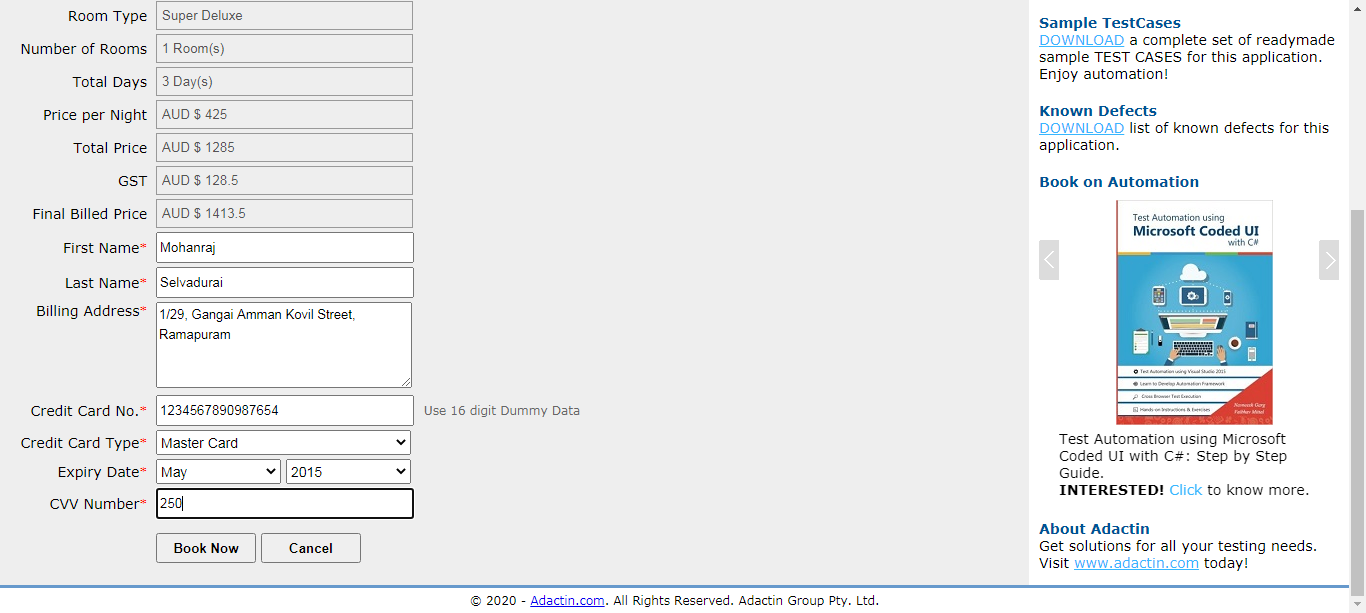 Room Type Super Deluxe
Number of Rooms 1 Room(s)
Total Days 3 Day(s)
Price per Night AUD $ 425
Total Price AUD $ 1285
GST AUD $ 128.5
Final Billed Price AUD $ 1413.5
First Name* Mohanraj
Last Name* Selvadurai
Billing Address* 1/29, Gangai Amman Kovil Street,
Ramapuram
Credit Card No.* 1234567890987654 Use 16 digit Dummy Data
Credit Card Type* Master Card
Expiry Date* May 2015
CVV Number* 250
Book Now Cancel
Sample TestCases
DOWNLOAD a complete set of readymade
sample TEST CASES for this application.
Enjoy automation!
Known Defects
DOWNLOAD list of known defects for this
application.
Book on Automation
Test Automation using
Microsoft Coded UI
with C#
Test Automation using Visual Studio 2015
Learn to Develop Automation Framework
Cross Browser Test Execution
Hands on Instructions & Exercises
Navneesh Garg
Vaibhav Mittal
Test Automation using Microsoft
Coded UI with C#: Step by Step
Guide.
INTERESTED! Click to know more.
About Adactin
Get solutions for all your testing needs.
Visit www.adactin.com today!
© 2020 - Adactin.com. All Rights Reserved. Adactin Group Pty. Ltd.